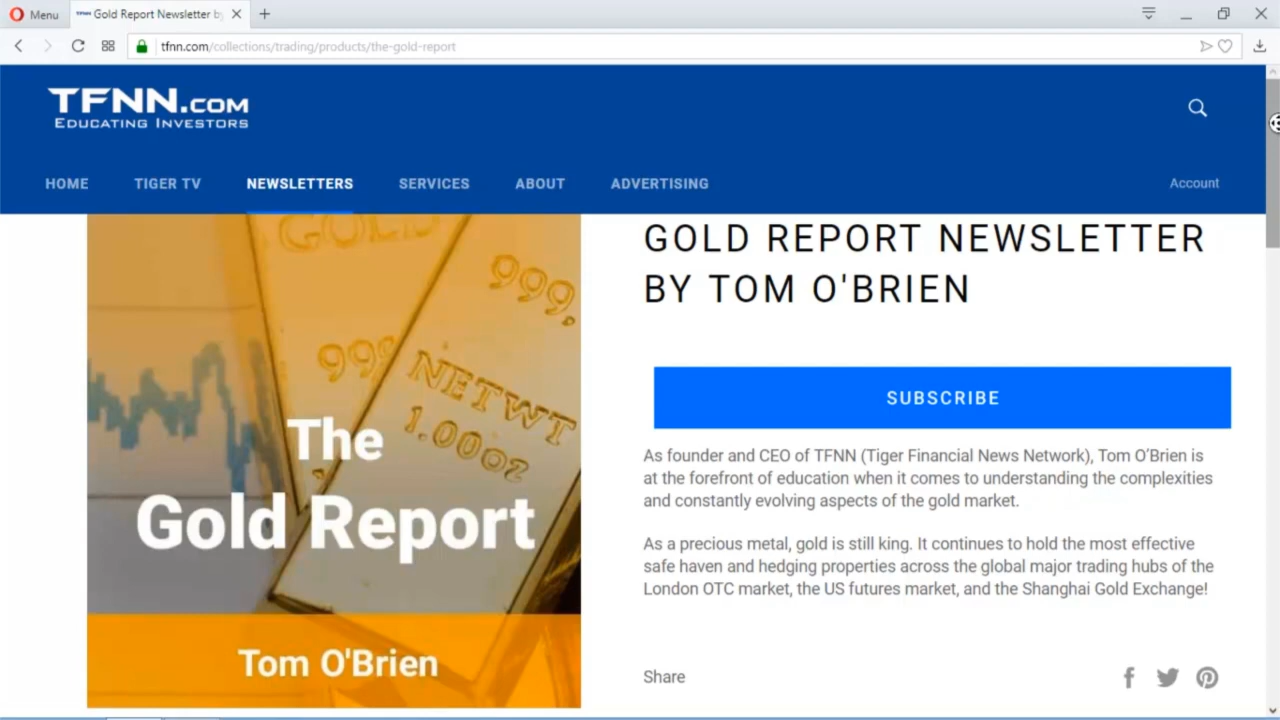 Menu
TFNN Gold Report Newsletter b
tfnn.com/collections/trading/products/the-gold-report
TFNN.COM
EDUCATING INVESTORS
HOME TIGER TV NEWSLETTERS SERVICES ABOUT ADVERTISING Account
GOLD
999,
999
NETWT
1.00OZ
The
Gold Report
Tom O'Brien
GOLD REPORT NEWSLETTER
BY TOM O'BRIEN
SUBSCRIBE
As founder and CEO of TFNN (Tiger Financial News Network), Tom O'Brien is
at the forefront of education when it comes to understanding the complexities
and constantly evolving aspects of the gold market.
As a precious metal, gold is still king. It continues to hold the most effective
safe haven and hedging properties across the global major trading hubs of the
London OTC market, the US futures market, and the Shanghai Gold Exchange!
Share